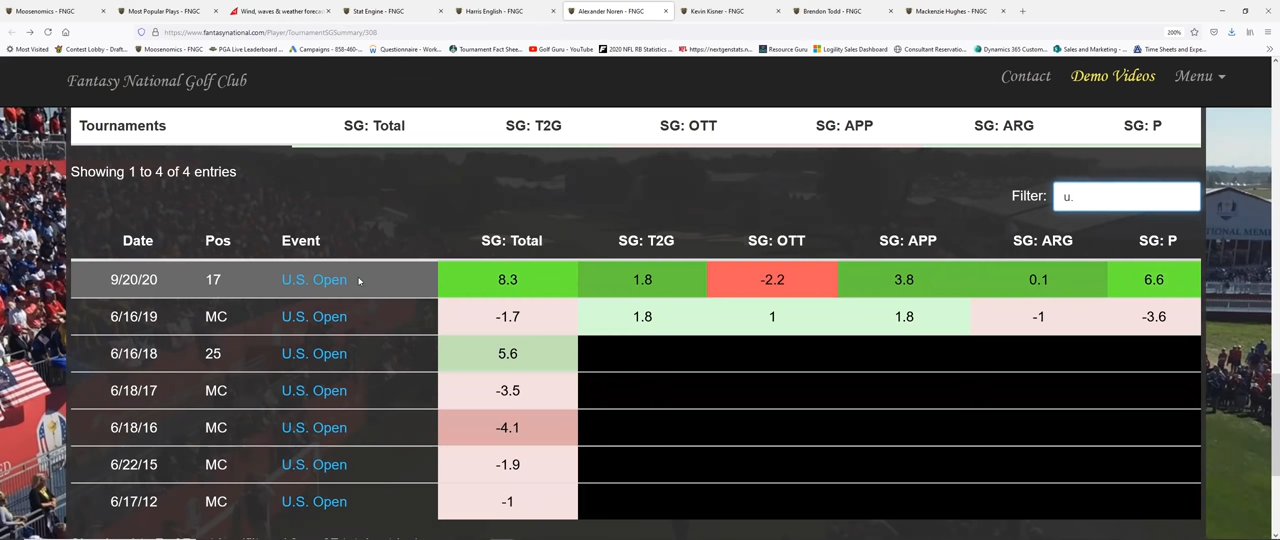 Moosenomics - FNGC
Most Popular Plays - FNGC
Wind, waves & weather forecas
Stat Engine - FNGC
Harris English - FNGC
Alexander Noren - FNGC
Kevin Kisner - FNGC
Brendon Todd - FNGC
Mackenzie Hughes - FNGC
https://www.fantasynational.com/Player/TournamentSGSummary/308
200%
Most Visited
Contest Lobby - Draft...
Moosenomics - FNGC
PGA Live Leaderboard ...
Campaigns - 858-460-...
Questionnaire - Work...
Tournament Fact Shee...
Golf Guru - YouTube
2020 NFL RB Statistics ...
https://nextgenstats.n...
Resource Guru
Logility Sales Dashboard
Consultant Reservatio...
Dynamics 365 Custom...
Sales and Marketing - ...
Time Sheets and Expe...
Fantasy National Golf Club
Contact
Demo Videos
Menu
Tournaments SG: Total SG: T2G SG: OTT SG: APP SG: ARG SG: P
Showing 1 to 4 of 4 entries
Filter: u.
Date Pos Event SG: Total SG: T2G SG: OTT SG: APP SG: ARG SG: P
9/20/20 17 U.S. Open 8.3 1.8 -2.2 3.8 0.1 6.6
6/16/19 MC U.S. Open -1.7 1.8 1 1.8 -1 -3.6
6/16/18 25 U.S. Open 5.6
6/18/17 MC U.S. Open -3.5
6/18/16 MC U.S. Open -4.1
6/22/15 MC U.S. Open -1.9
6/17/12 MC U.S. Open -1